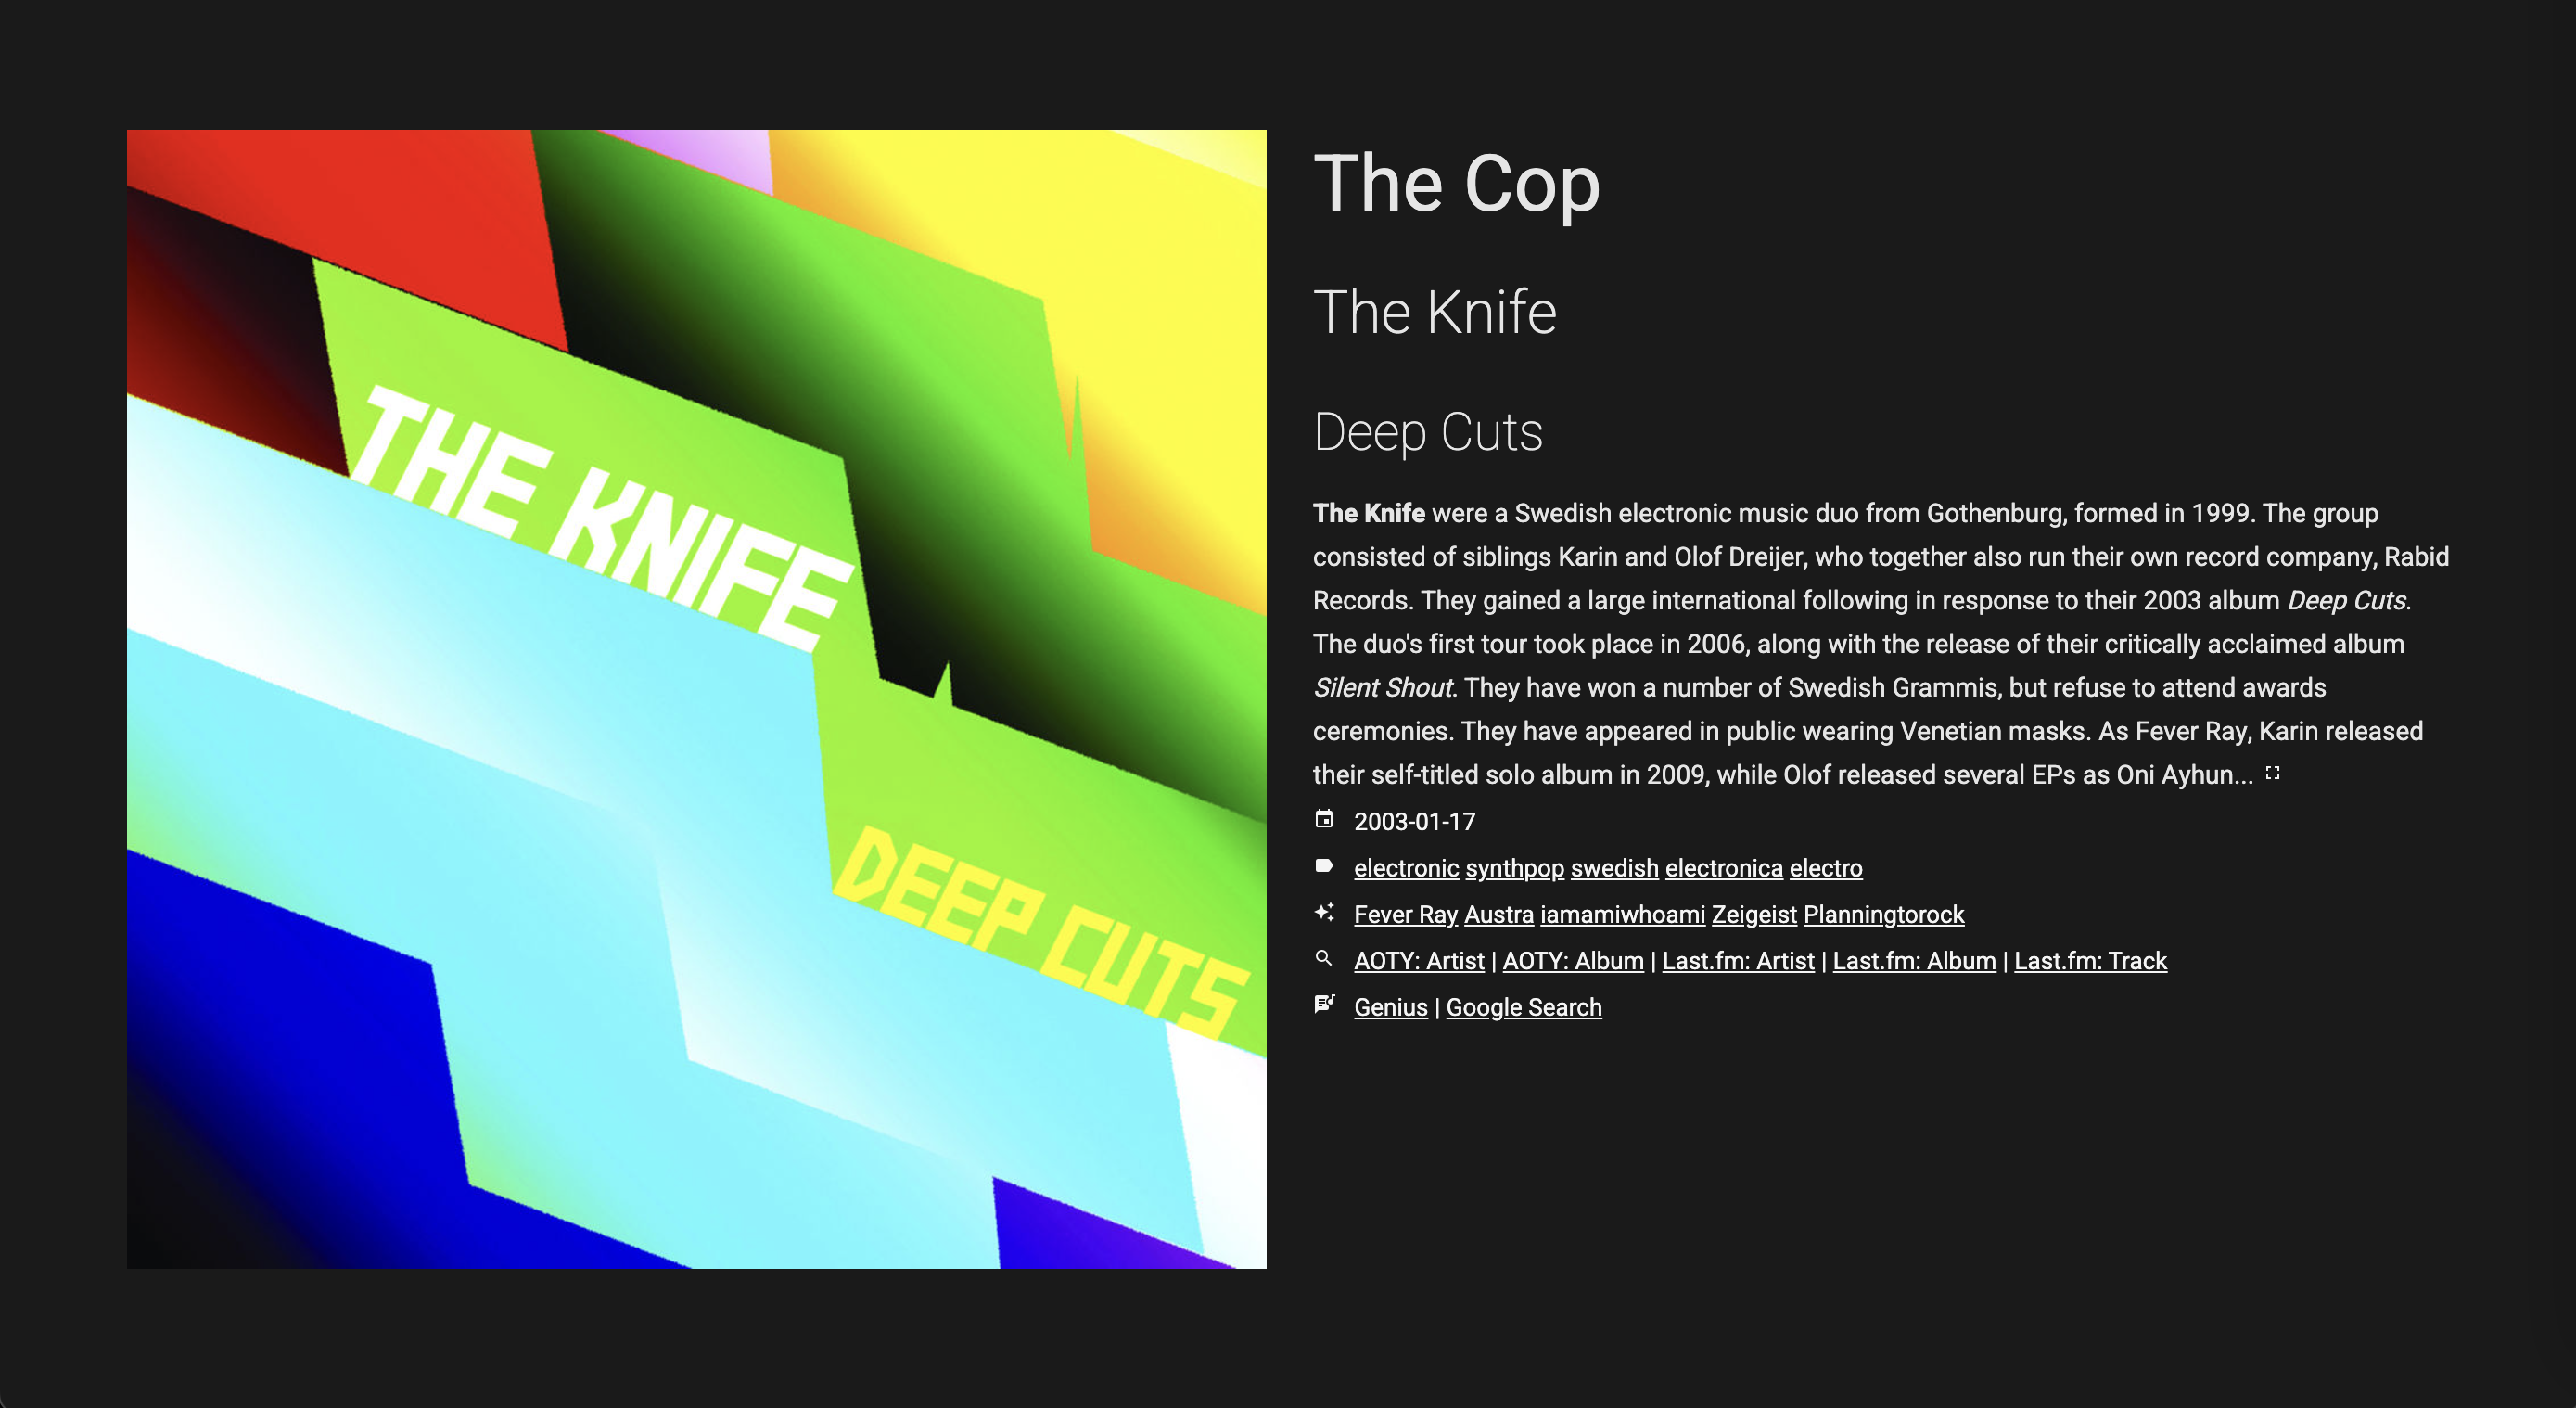 THE KNIFE
DEEP CUTS
The Cop
The Knife
Deep Cuts
The Knife were a Swedish electronic music duo from Gothenburg, formed in 1999. The group
consisted of siblings Karin and Olof Dreijer, who together also run their own record company, Rabid
Records. They gained a large international following in response to their 2003 album Deep Cuts.
The duo's first tour took place in 2006, along with the release of their critically acclaimed album
Silent Shout. They have won a number of Swedish Grammis, but refuse to attend awards
ceremonies. They have appeared in public wearing Venetian masks. As Fever Ray, Karin released
their self-titled solo album in 2009, while Olof released several EPs as Oni Ayhun...
2003-01-17
electronic synthpop swedish electronica electro
Fever Ray Austra iamamiwhoami Zeigeist Planningtorock
AOTY: Artist | AOTY: Album | Last.fm: Artist | Last.fm: Album | Last.fm: Track
Genius | Google Search